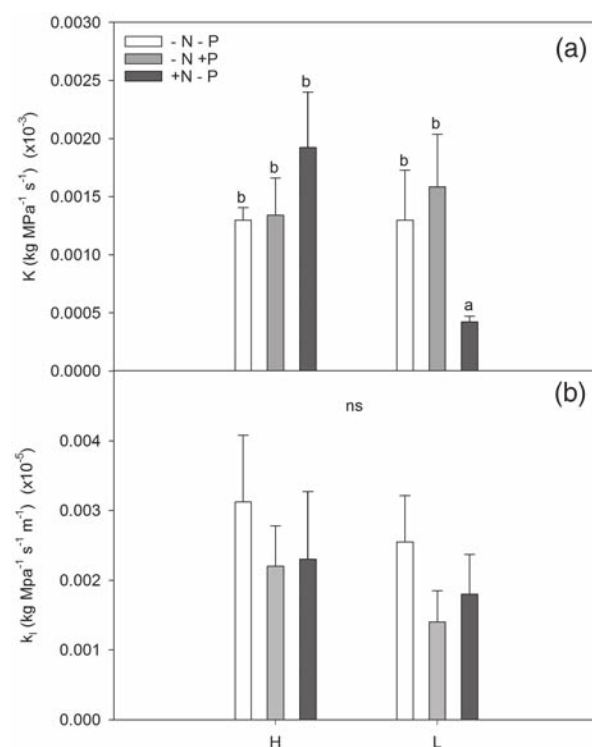 0.0030
(a)
- N - P
- N +P
+N - P
0.0025
0.0020
0.0015
0.0010
0.0005
0.0000
K (kg MPa⁻¹ s⁻¹) (x10⁻³)
b
b
b
b
b
a
(b)
ns
0.004
0.003
0.002
0.001
0.000
kₗ (kg Mpa⁻¹ s⁻¹ m⁻¹) (x10⁻⁵)
H L